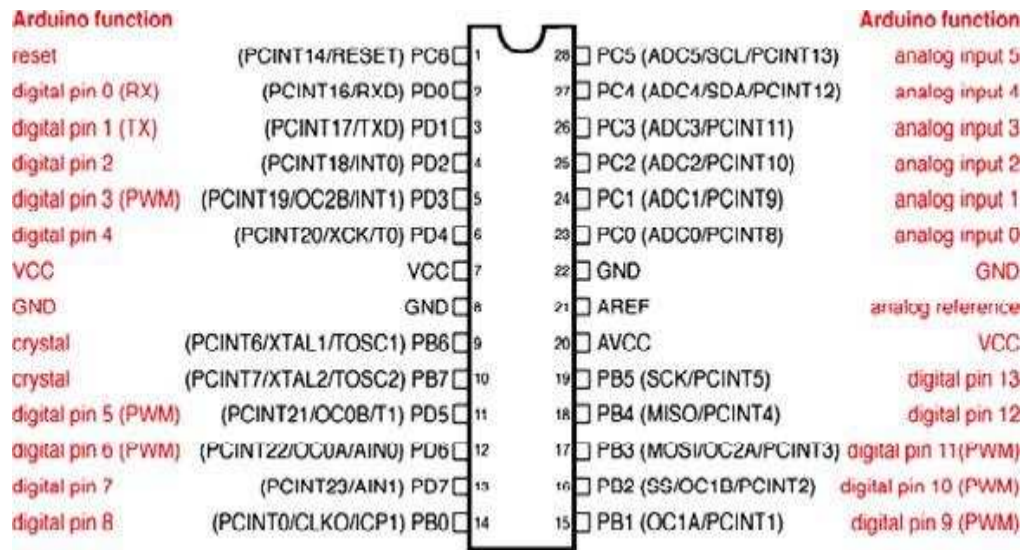 Arduino function Arduino function
reset (PCINT14/RESET) PC6 1 28 PC5 (ADC5/SCL/PCINT13) analog input 5
digital pin 0 (RX) (PCINT16/RXD) PD0 2 27 PC4 (ADC4/SDA/PCINT12) analog input 4
digital pin 1 (TX) (PCINT17/TXD) PD1 3 26 PC3 (ADC3/PCINT11) analog input 3
digital pin 2 (PCINT18/INT0) PD2 4 25 PC2 (ADC2/PCINT10) analog input 2
digital pin 3 (PWM) (PCINT19/OC2B/INT1) PD3 5 24 PC1 (ADC1/PCINT9) analog input 1
digital pin 4 (PCINT20/XCK/T0) PD4 6 23 PC0 (ADC0/PCINT8) analog input 0
VCC VCC 7 22 GND GND
GND GND 8 21 AREF analog reference
crystal (PCINT6/XTAL1/TOSC1) PB6 9 20 AVCC VCC
crystal (PCINT7/XTAL2/TOSC2) PB7 10 19 PB5 (SCK/PCINT5) digital pin 13
digital pin 5 (PWM) (PCINT21/OC0B/T1) PD5 11 18 PB4 (MISO/PCINT4) digital pin 12
digital pin 6 (PWM) (PCINT22/OC0A/AIN0) PD6 12 17 PB3 (MOSI/OC2A/PCINT3) digital pin 11(PWM)
digital pin 7 (PCINT23/AIN1) PD7 13 16 PB2 (SS/OC1B/PCINT2) digital pin 10 (PWM)
digital pin 8 (PCINT0/CLKO/ICP1) PB0 14 15 PB1 (OC1A/PCINT1) digital pin 9 (PWM)